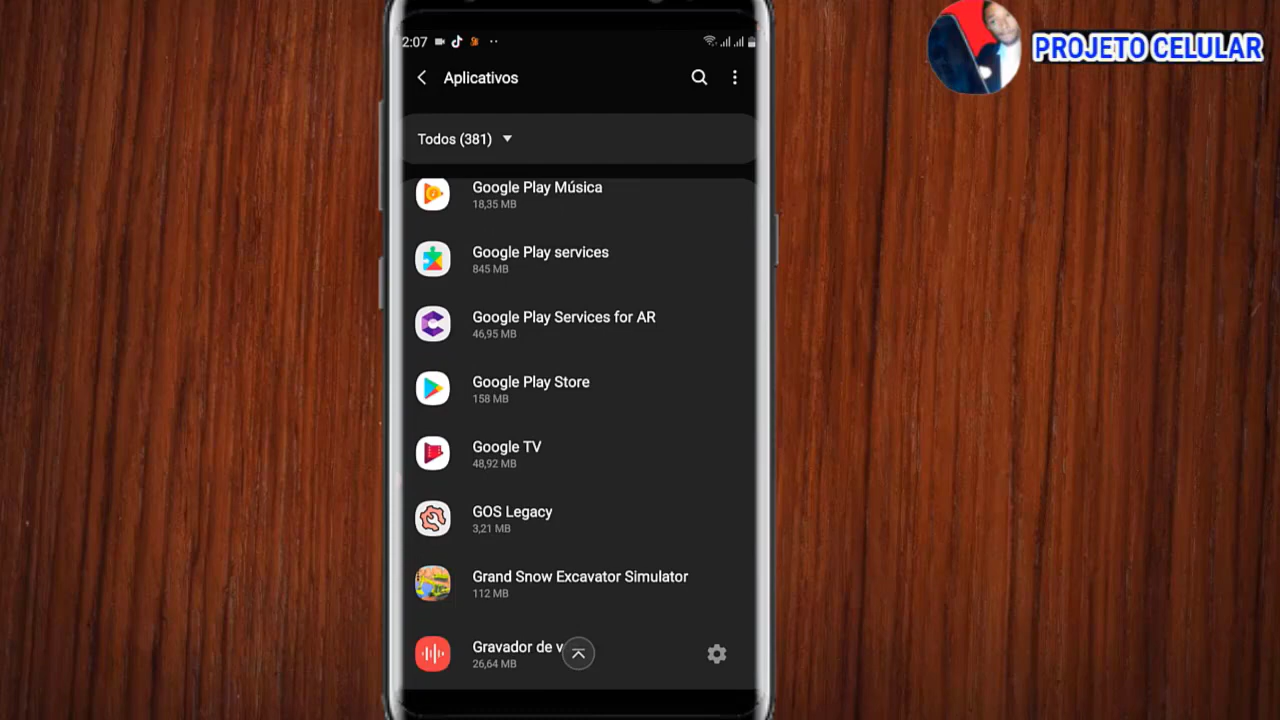 PROJETO CELULAR
2:07
Aplicativos
Todos (381)
Google Play Música
18,35 MB
Google Play services
845 MB
Google Play Services for AR
46,95 MB
Google Play Store
158 MB
Google TV
48,92 MB
GOS Legacy
3,21 MB
Grand Snow Excavator Simulator
112 MB
Gravador de v
26,64 MB